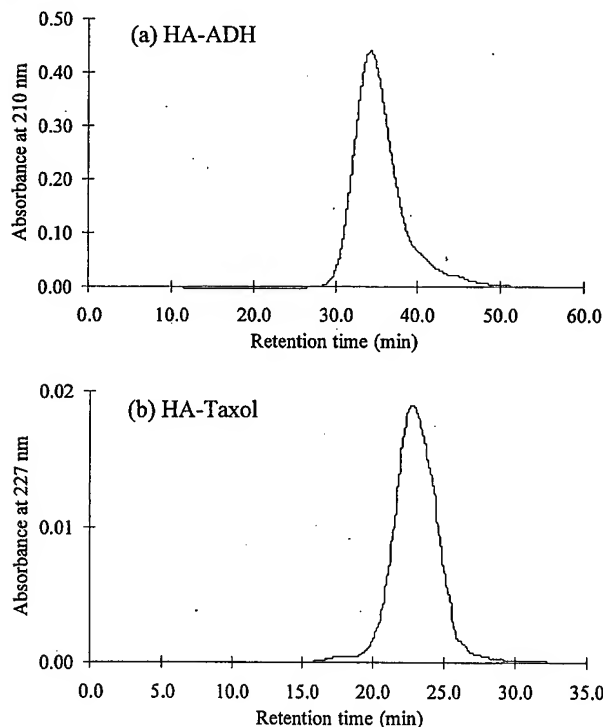 (a) HA-ADH
Absorbance at 210 nm
0.50
0.40
0.30
0.20
0.10
0.00
0.0 10.0 20.0 30.0 40.0 50.0 60.0
Retention time (min)
(b) HA-Taxol
Absorbance at 227 nm
0.02
0.01
0.00
0.0 5.0 10.0 15.0 20.0 25.0 30.0 35.0
Retention time (min)